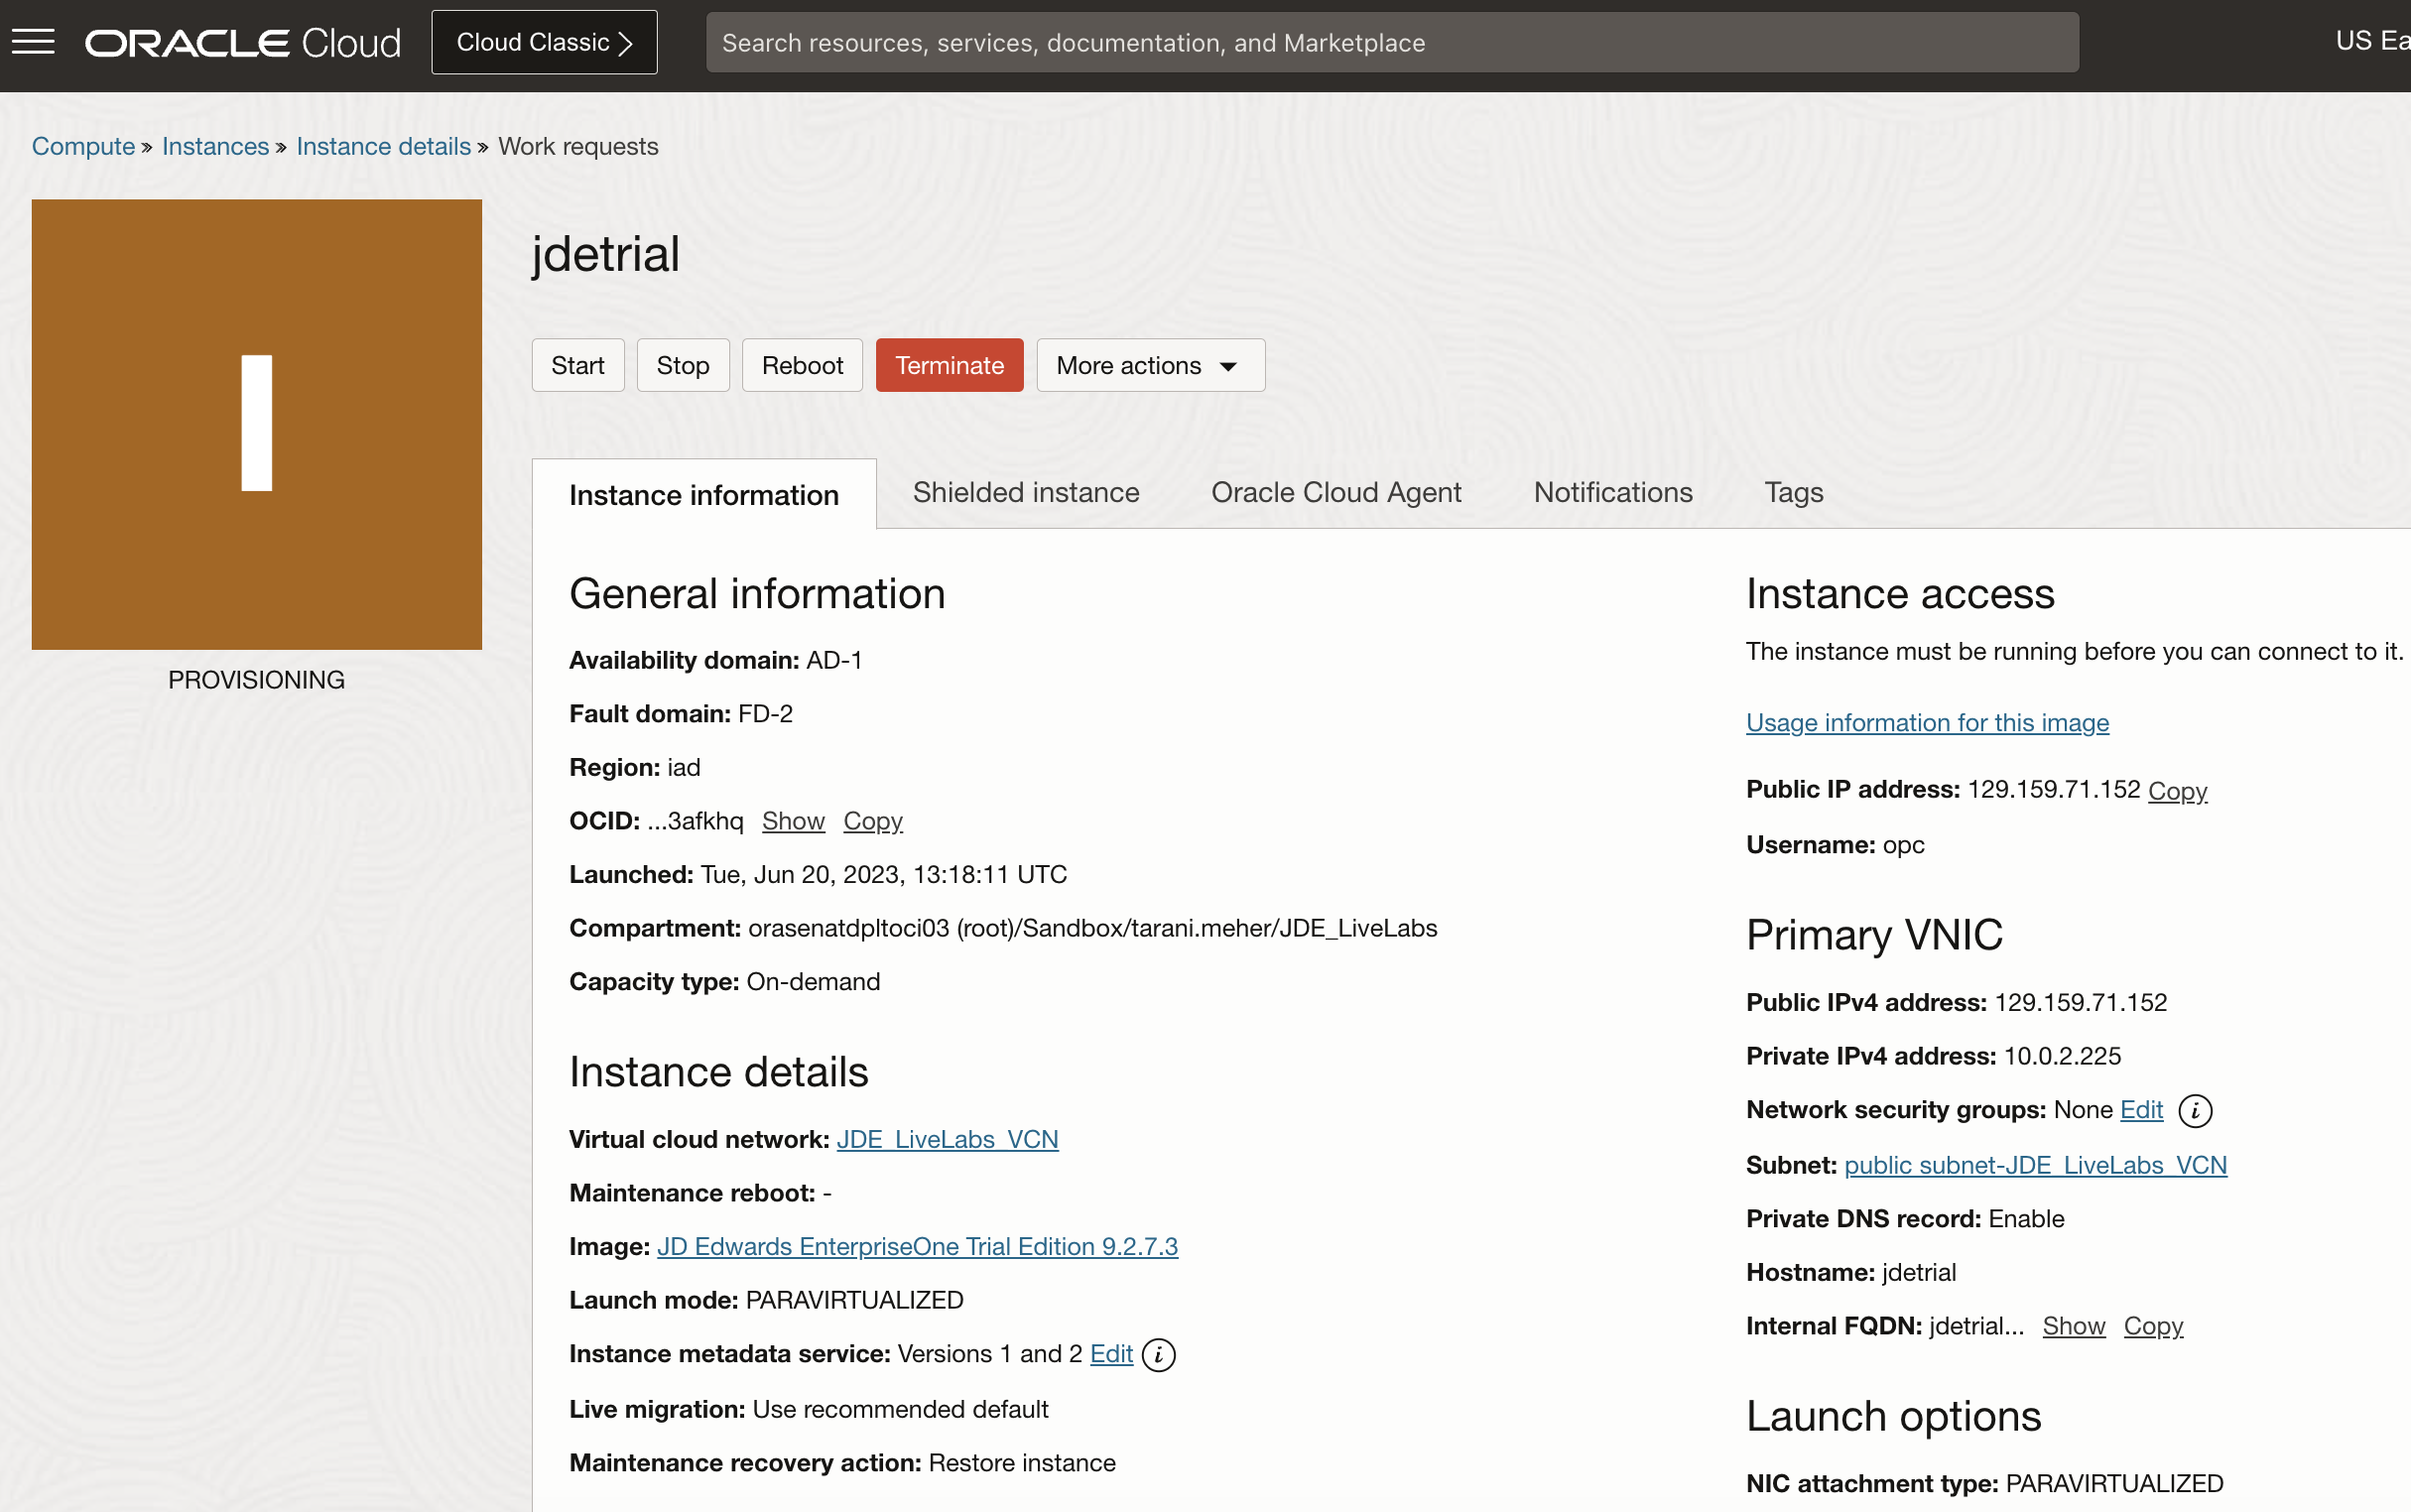 ORACLE Cloud
Cloud Classic
Search resources, services, documentation, and Marketplace
US Ea
Compute » Instances » Instance details » Work requests
I
PROVISIONING
jdetrial
Start Stop Reboot Terminate More actions
Instance information Shielded instance Oracle Cloud Agent Notifications Tags
General information
Availability domain: AD-1
Fault domain: FD-2
Region: iad
OCID: ...3afkhq Show Copy
Launched: Tue, Jun 20, 2023, 13:18:11 UTC
Compartment: orasenatdpltoci03 (root)/Sandbox/tarani.meher/JDE_LiveLabs
Capacity type: On-demand
Instance details
Virtual cloud network: JDE_LiveLabs_VCN
Maintenance reboot: -
Image: JD Edwards EnterpriseOne Trial Edition 9.2.7.3
Launch mode: PARAVIRTUALIZED
Instance metadata service: Versions 1 and 2 Edit i
Live migration: Use recommended default
Maintenance recovery action: Restore instance
Instance access
The instance must be running before you can connect to it.
Usage information for this image
Public IP address: 129.159.71.152 Copy
Username: opc
Primary VNIC
Public IPv4 address: 129.159.71.152
Private IPv4 address: 10.0.2.225
Network security groups: None Edit i
Subnet: public subnet-JDE_LiveLabs_VCN
Private DNS record: Enable
Hostname: jdetrial
Internal FQDN: jdetrial... Show Copy
Launch options
NIC attachment type: PARAVIRTUALIZED